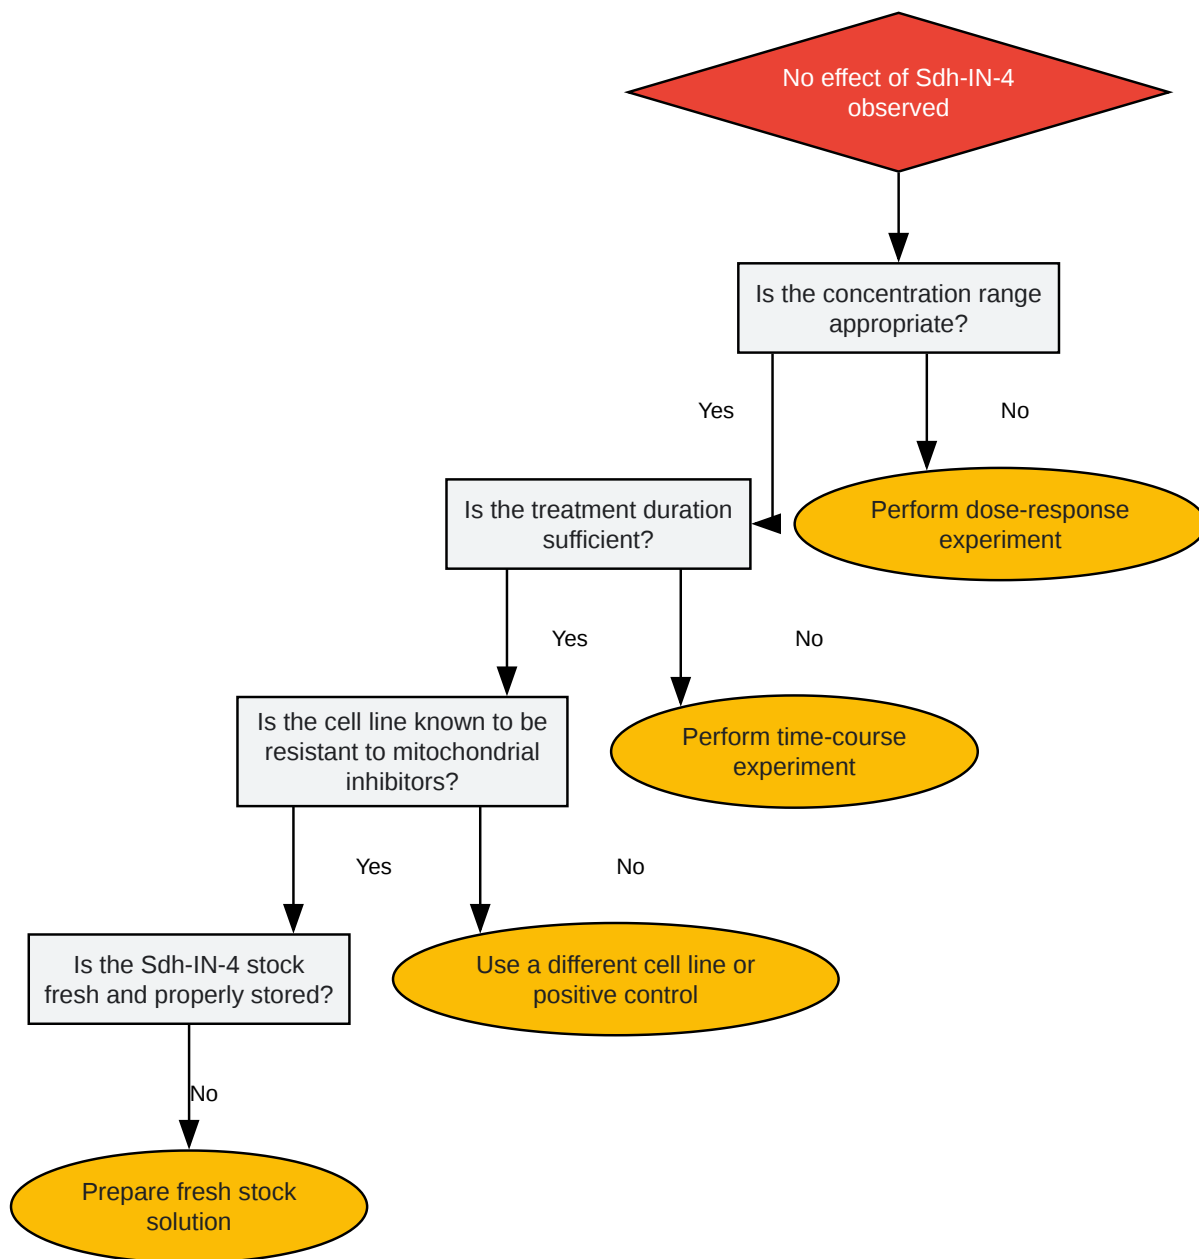 No effect of Sdh-IN-4
observed
Is the concentration range
appropriate?
Yes
No
Is the treatment duration
sufficient?
Perform dose-response
experiment
Yes
No
Is the cell line known to be
resistant to mitochondrial
inhibitors?
Perform time-course
experiment
Yes
No
Is the Sdh-IN-4 stock
fresh and properly stored?
Use a different cell line or
positive control
No
Prepare fresh stock
solution